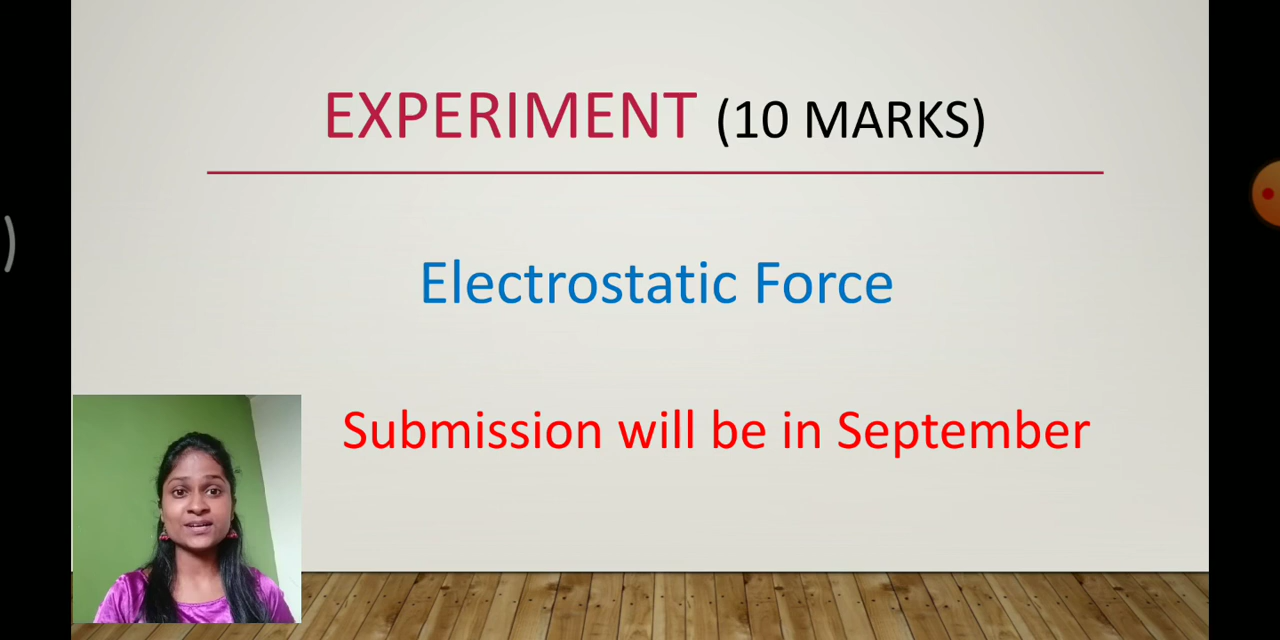 EXPERIMENT (10 MARKS)
Electrostatic Force
Submission will be in September